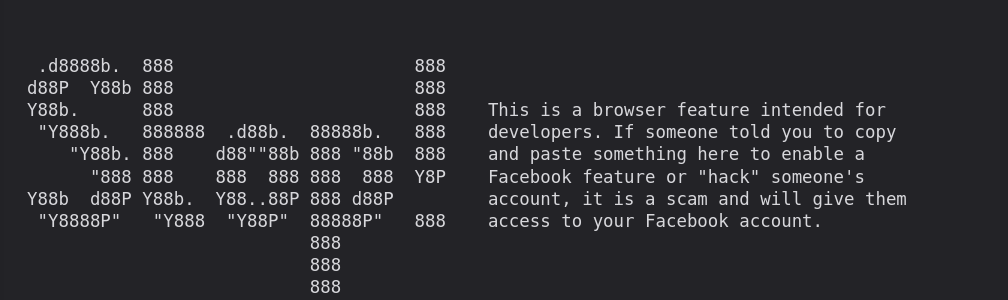 .d8888b.  888                       888
d88P  Y88b 888                       888
Y88b.      888                       888    This is a browser feature intended for
 "Y888b.   888888  .d88b.  88888b.   888    developers. If someone told you to copy
    "Y88b. 888    d88""88b 888 "88b  888    and paste something here to enable a
      "888 888    888  888 888  888  Y8P    Facebook feature or "hack" someone's
Y88b  d88P Y88b.  Y88..88P 888 d88P         account, it is a scam and will give them
 "Y8888P"   "Y888  "Y88P"  88888P"   888    access to your Facebook account.
                           888
                           888
                           888